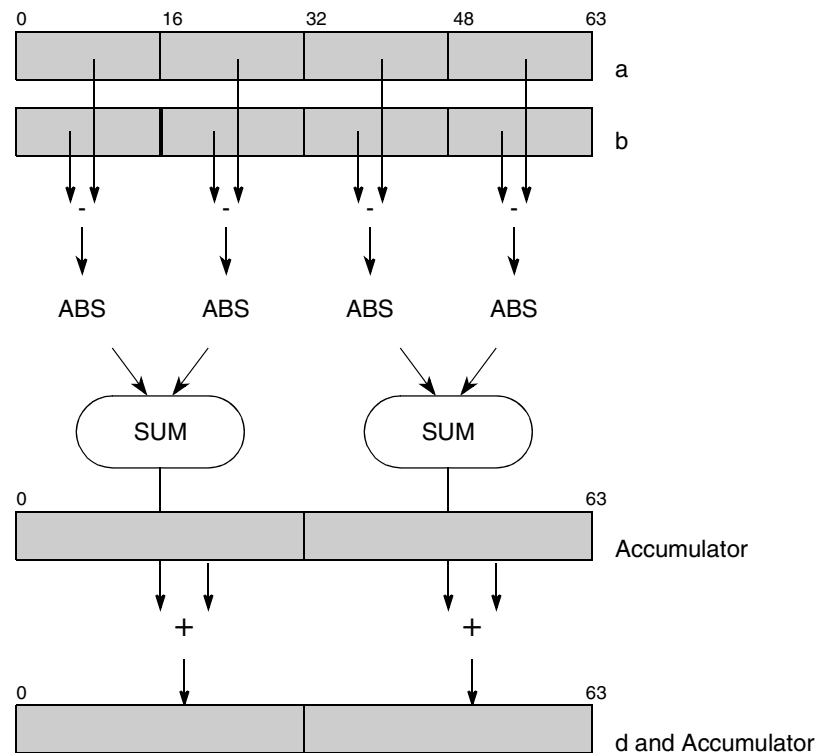 0 16 32 48 63
a
b
- - - -
ABS ABS ABS ABS
SUM SUM
0 63
Accumulator
+ +
0 63
d and Accumulator